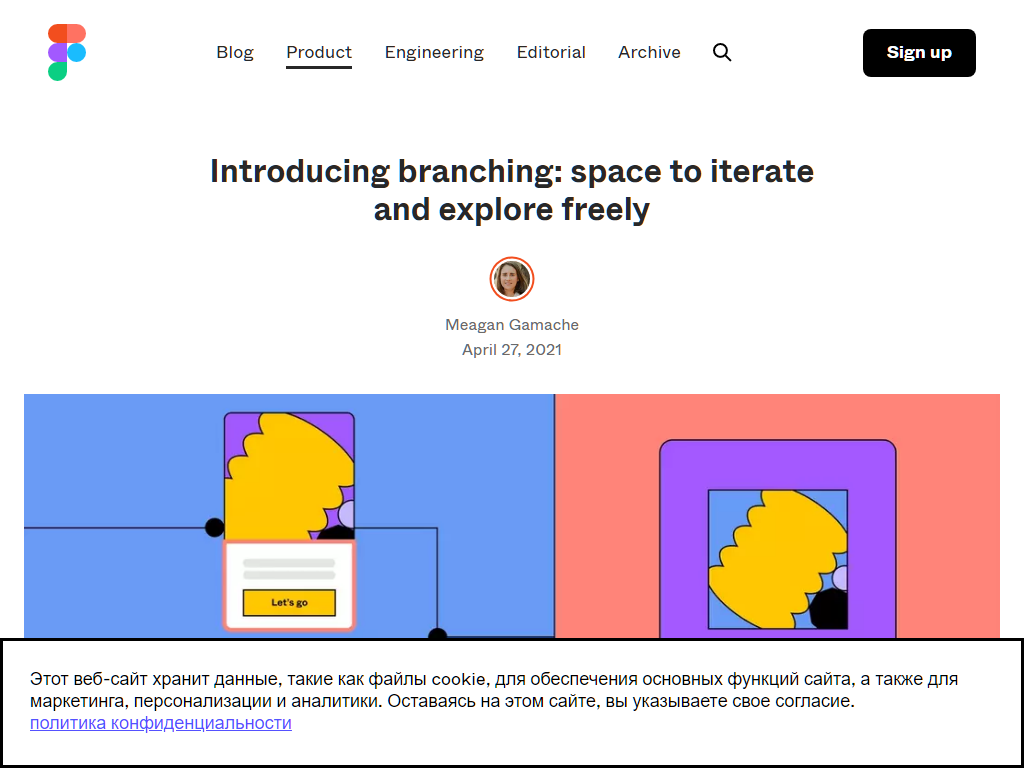 Blog Product Engineering Editorial Archive Sign up
Introducing branching: space to iterate
and explore freely
Meagan Gamache
April 27, 2021
Let's go
Этот веб-сайт хранит данные, такие как файлы cookie, для обеспечения основных функций сайта, а также для
маркетинга, персонализации и аналитики. Оставаясь на этом сайте, вы указываете свое согласие.
политика конфиденциальности